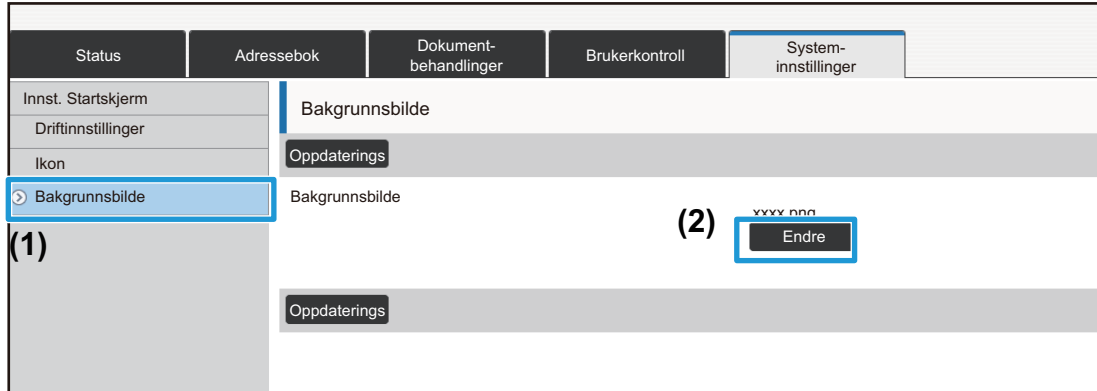 Status
Adressebok
Dokument-
behandlinger
Brukerkontroll
System-
innstillinger
Innst. Startskjerm
Driftinnstillinger
Ikon
Bakgrunnsbilde
(1)
Bakgrunnsbilde
Oppdaterings
Bakgrunnsbilde
xxxx.png
(2)
Endre
Oppdaterings